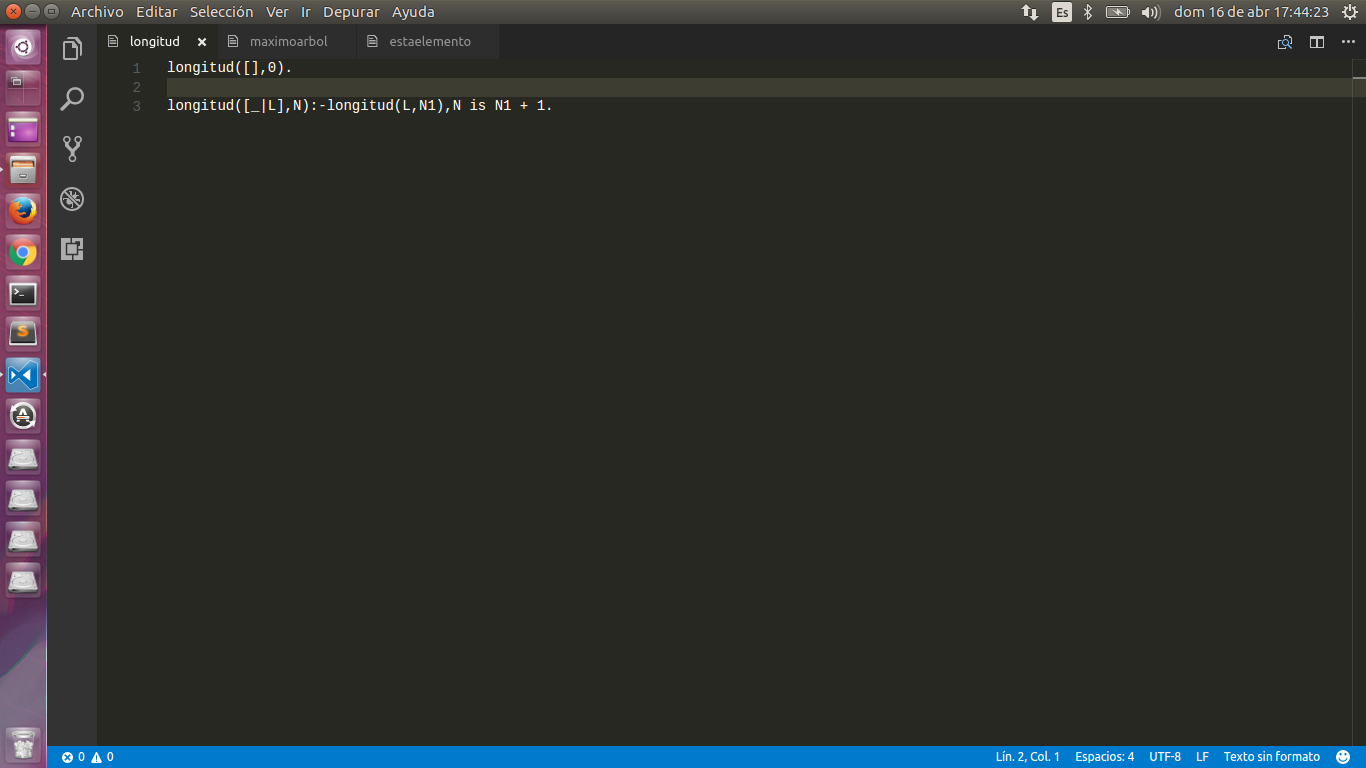 Archivo Editar Selección Ver Ir Depurar Ayuda
Es
dom 16 de abr 17:44:23
longitud
maximoarbol
estaelemento
1 longitud([],0).
2
3 longitud([_|L],N):-longitud(L,N1),N is N1 + 1.
0 0
Lín. 2, Col. 1 Espacios: 4 UTF-8 LF Texto sin formato